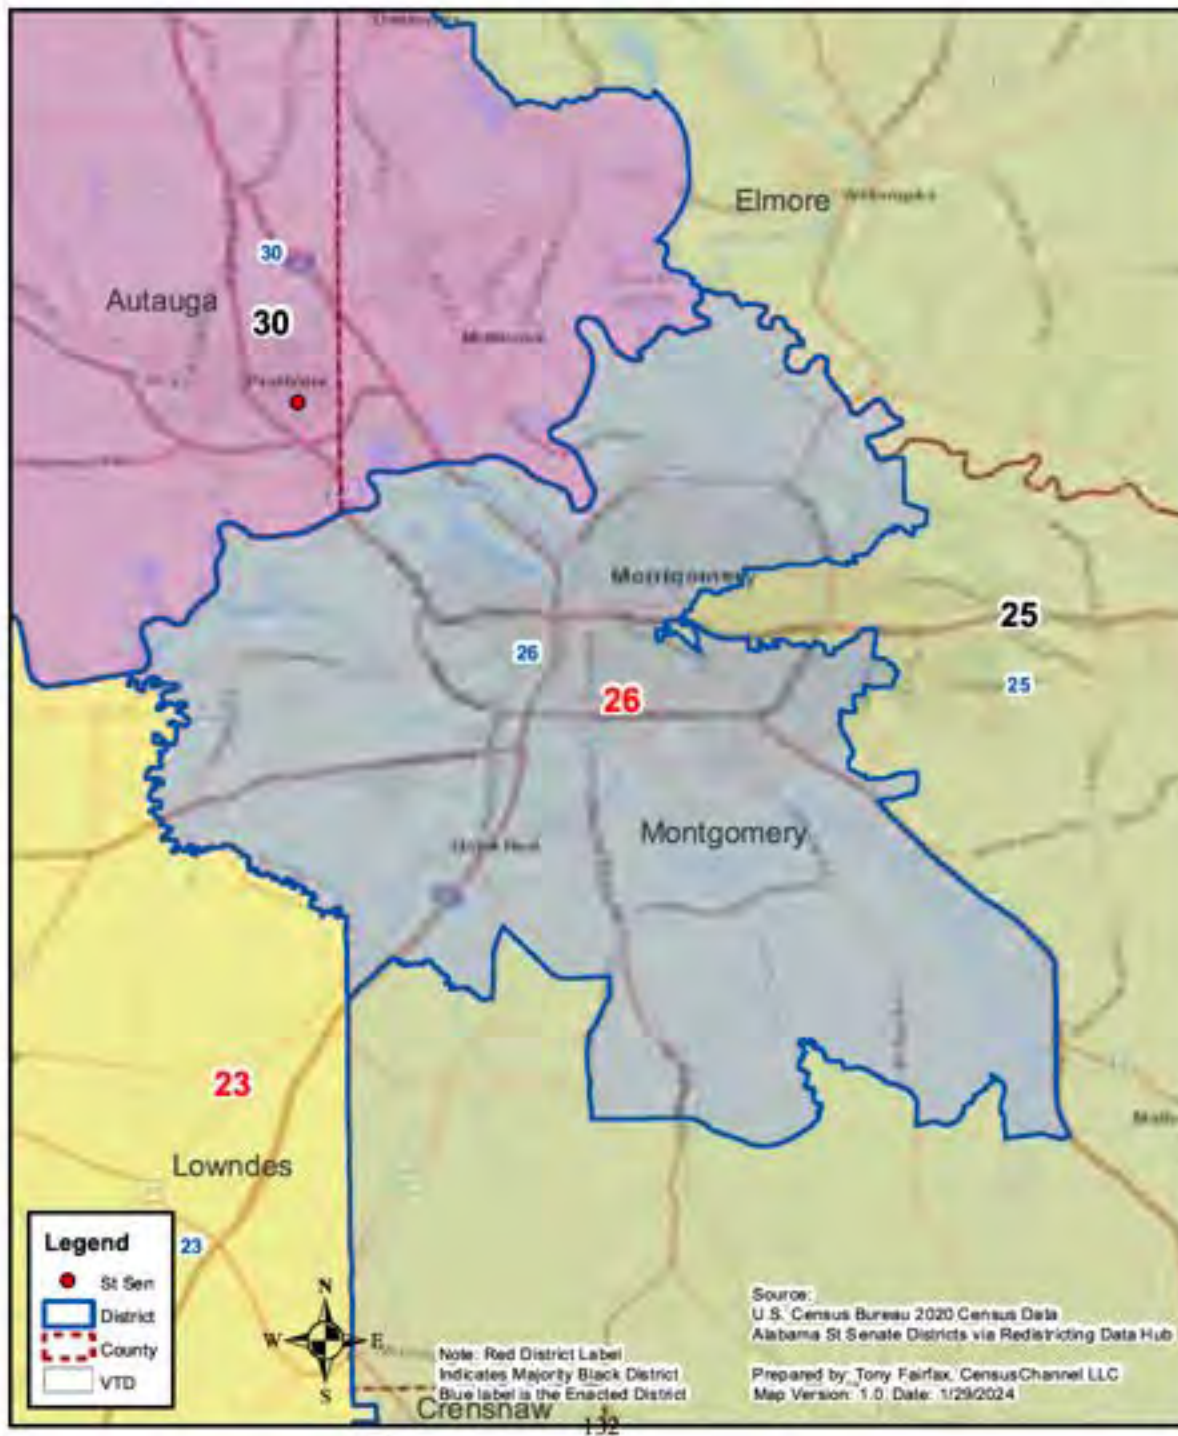 Elmore
Wetumpka
30
Autauga
30
Millbrook
Prattville
Montgomery
25
26
25
26
Montgomery
23
Lowndes
23
Legend
St Sen
District
County
VTD
N
W
E
S
Note: Red District Label
Indicates Majority Black District
Blue label is the Enacted District
Source:
U.S. Census Bureau 2020 Census Data
Alabama St Senate Districts via Redistricting Data Hub
Prepared by: Tony Fairfax, CensusChannel LLC
Map Version: 1.0. Date: 1/29/2024
Crenshaw
132